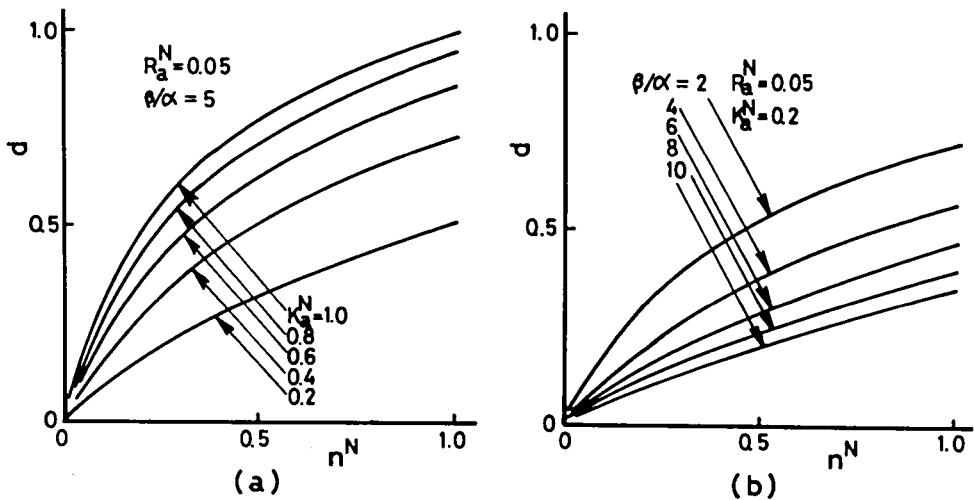 1.0
R_a^N=0.05
β/α = 5
d
0.5
K_a^N=1.0
0.8
0.6
0.4
0.2
0
0 0.5 1.0
n^N
(a)
1.0
β/α = 2 R_a^N=0.05
4 K_a^N=0.2
6
8
10
d
0.5
0
0 0.5 1.0
n^N
(b)